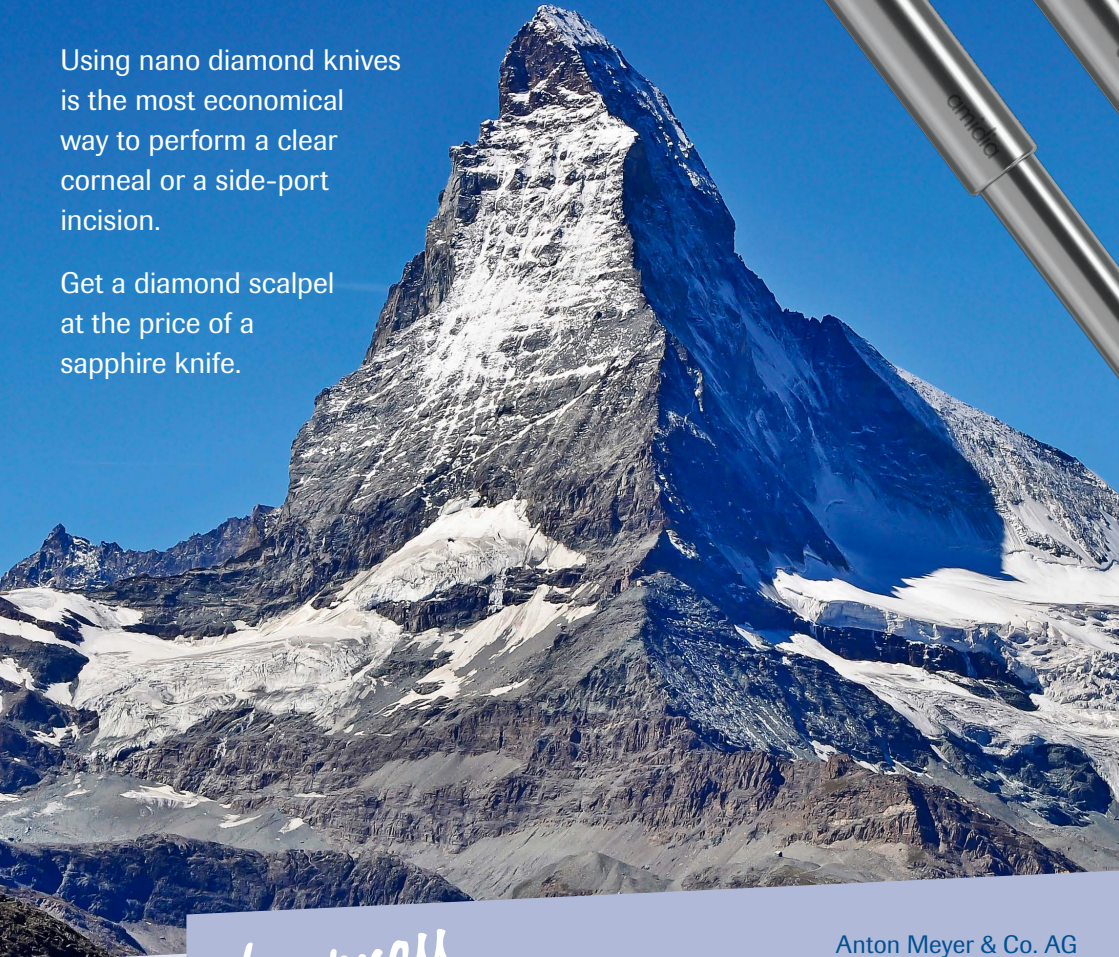 Using nano diamond knives
is the most economical
way to perform a clear
corneal or a side-port
incision.
Get a diamond scalpel
at the price of a
sapphire knife.
amidia
Anton Meyer & Co. AG